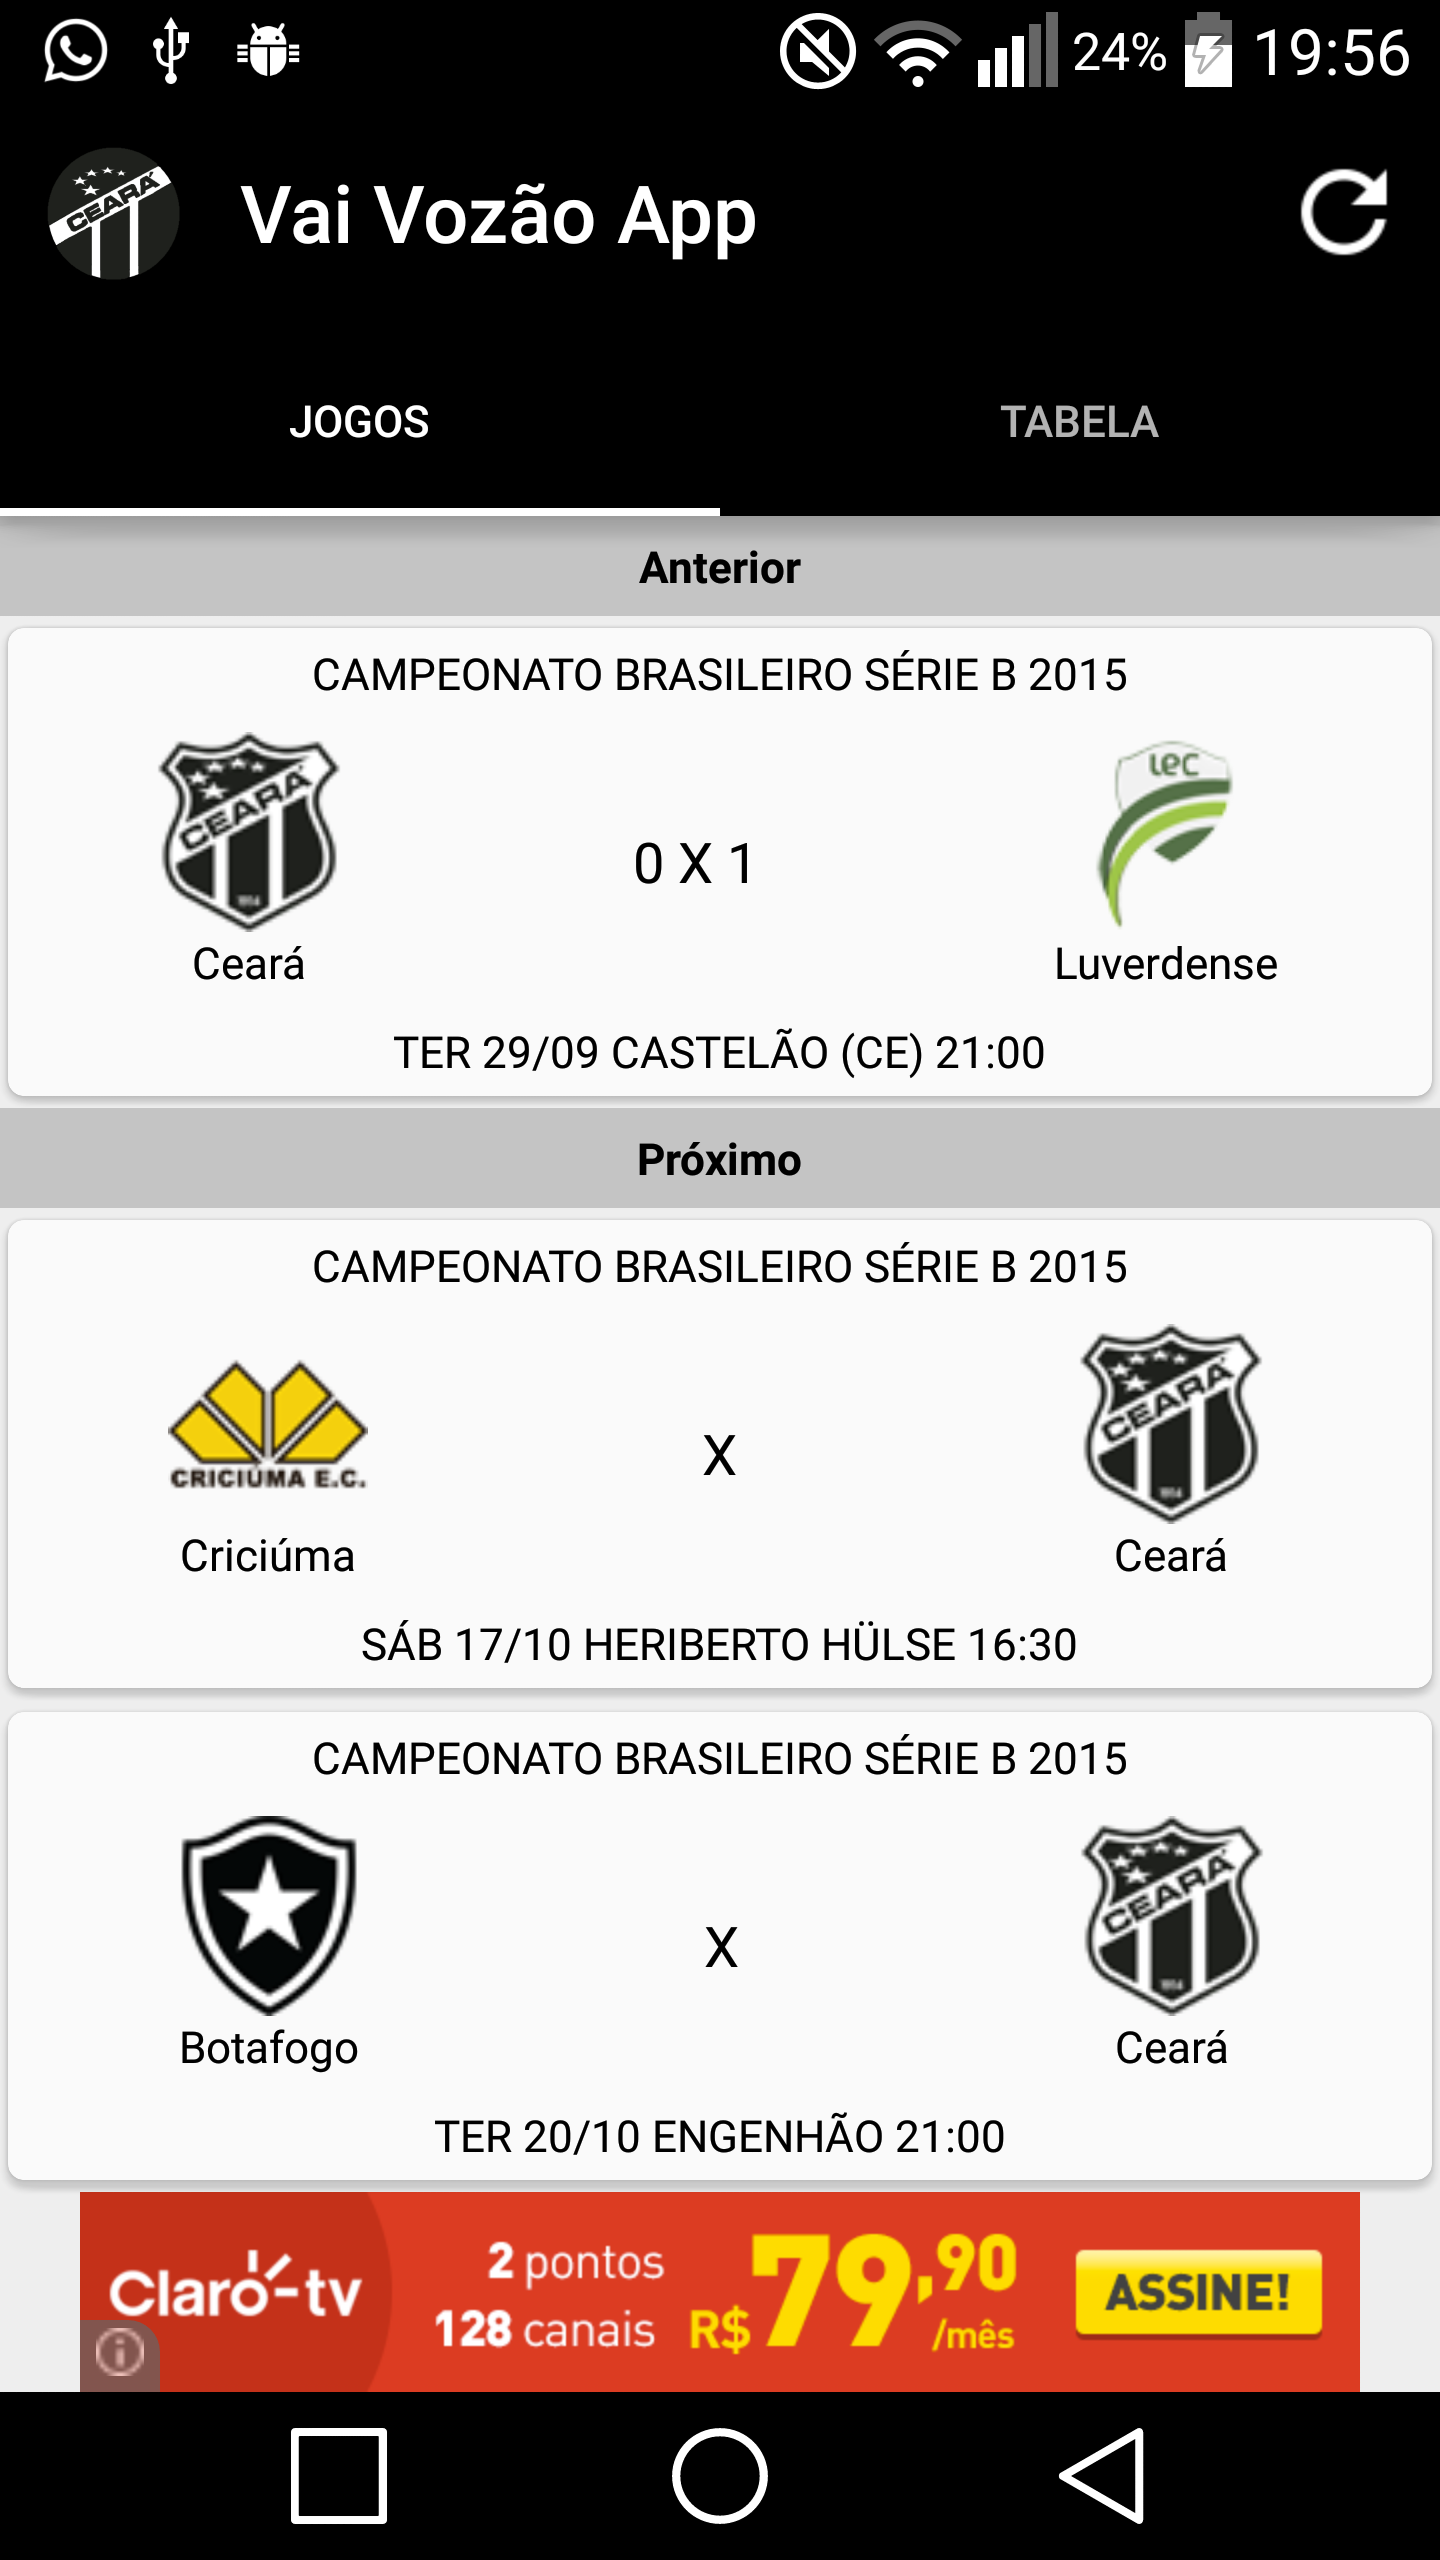 24% 19:56
CEARÁ
Vai Vozão App
JOGOS TABELA
Anterior
CAMPEONATO BRASILEIRO SÉRIE B 2015
CEARÁ
LEC
0 X 1
Ceará Luverdense
TER 29/09 CASTELÃO (CE) 21:00
Próximo
CAMPEONATO BRASILEIRO SÉRIE B 2015
CRICIÚMA E.C.
X
CEARÁ
Criciúma Ceará
SÁB 17/10 HERIBERTO HÜLSE 16:30
CAMPEONATO BRASILEIRO SÉRIE B 2015
X
CEARÁ
Botafogo Ceará
TER 20/10 ENGENHÃO 21:00
Claro-tv
2 pontos
128 canais
R$79,90
/mês
ASSINE!